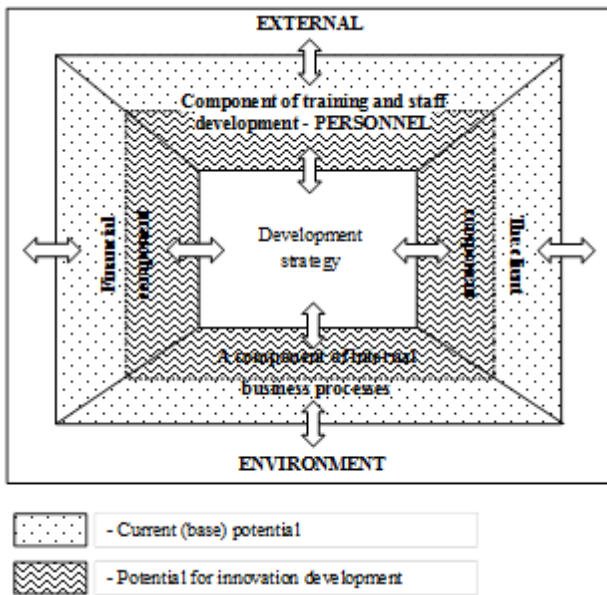 EXTERNAL
Component of training and staff
development - PERSONNEL
Financial
component
Development
strategy
component
The client
A component of internal
business processes
ENVIRONMENT
- Current (base) potential
- Potential for innovation development